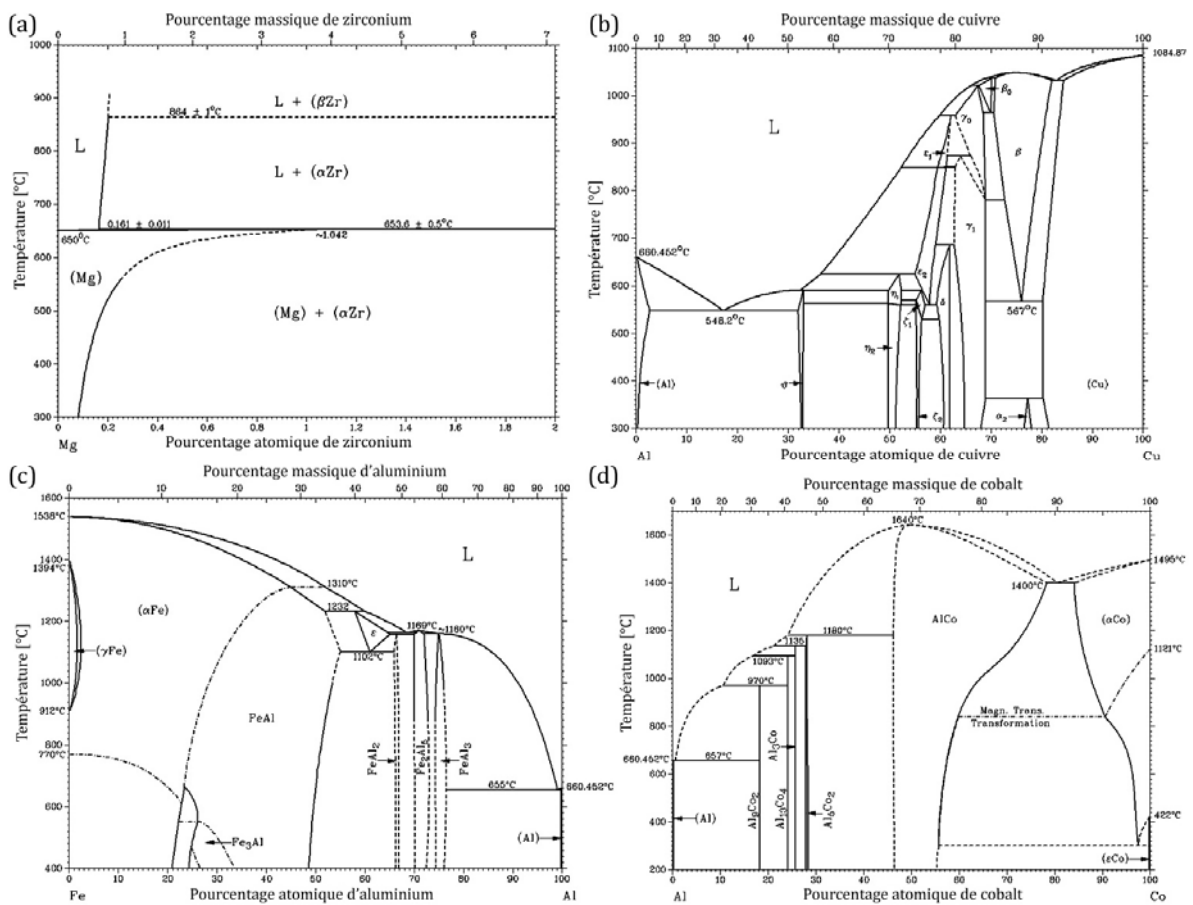 (a)
Pourcentage massique de zirconium
0 1 2 3 4 5 6 7
1000
900
800
700
600
500
400
300
Température [°C]
L + (βZr)
864 ± 1°C
L
L + (αZr)
0.161 ± 0.011
653.6 ± 0.5°C
650°C
~1.042
(Mg)
(Mg) + (αZr)
0.2 0.4 0.6 0.8 1 1.2 1.4 1.6 1.8 2
Mg
Pourcentage atomique de zirconium
(b)
Pourcentage massique de cuivre
0 10 20 30 40 50 60 70 80 90 100
1100
1000
900
800
700
600
500
400
300
Température [°C]
1084.87
L
β₀
γ₀
ε₁
β
γ₁
660.452°C
ε₂
η₁
δ
ζ₁
548.2°C
567°C
η₂
(Al)
θ
ζ₂
α₂
(Cu)
0 10 20 30 40 50 60 70 80 90 100
Al
Pourcentage atomique de cuivre
Cu
(c)
Pourcentage massique d'aluminium
0 10 20 30 40 50 60 70 80 90 100
1600
1400
1200
1000
800
600
400
Température [°C]
1538°C
L
1394°C
1310°C
(αFe)
1232
1169°C
~1160°C
ε
(γFe)
1102°C
912°C
FeAl
770°C
FeAl₂
Fe₂Al₅
FeAl₃
655°C
660.452°C
(Al)
Fe₃Al
0 10 20 30 40 50 60 70 80 90 100
Fe
Pourcentage atomique d'aluminium
Al
(d)
Pourcentage massique de cobalt
0 10 20 30 40 50 60 70 80 90 100
1600
1400
1200
1000
800
600
400
200
Température [°C]
1640°C
1495°C
L
1400°C
AlCo
(αCo)
1180°C
1135
1121°C
1093°C
970°C
Magn. Trans.
Transformation
Al₃Co
660.452°C
657°C
(Al)
Al₉Co₂
Al₁₃Co₄
Al₅Co₂
422°C
(εCo)
0 10 20 30 40 50 60 70 80 90 100
Al
Pourcentage atomique de cobalt
Co